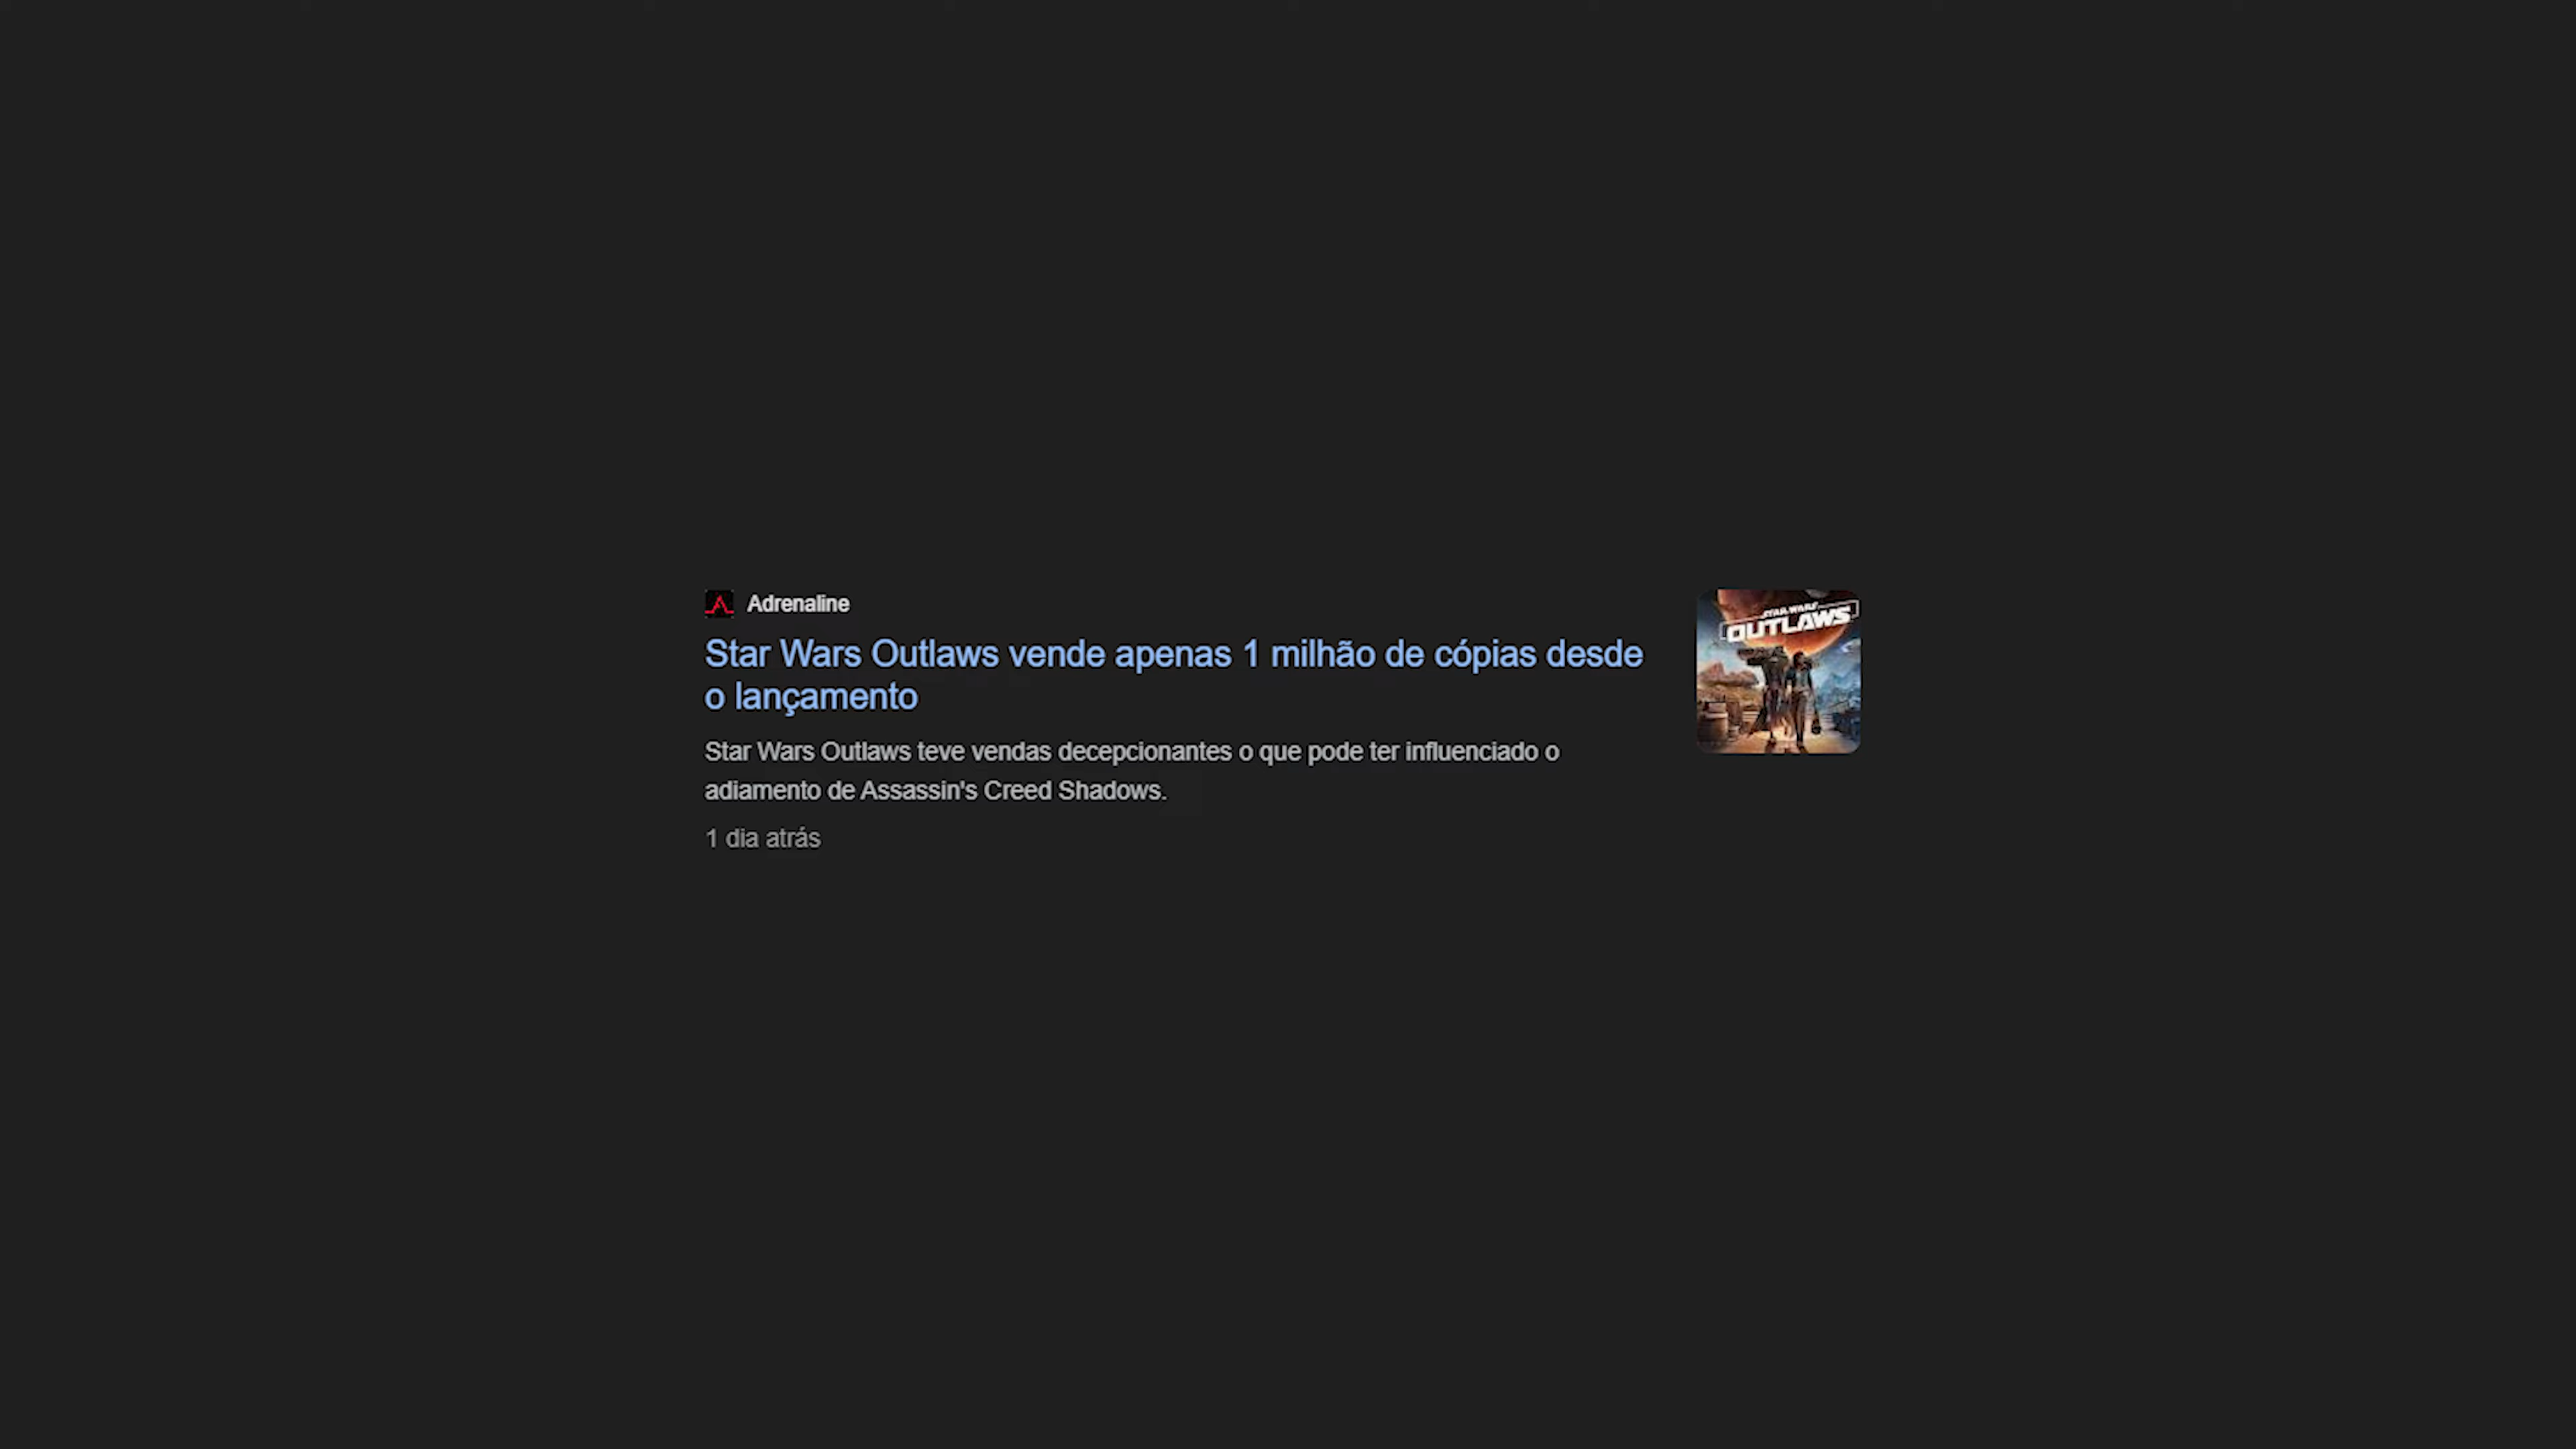 Adrenaline
Star Wars Outlaws vende apenas 1 milhão de cópias desde
o lançamento
Star Wars Outlaws teve vendas decepcionantes o que pode ter influenciado o
adiamento de Assassin's Creed Shadows.
1 dia atrás
STAR WARS
OUTLAWS